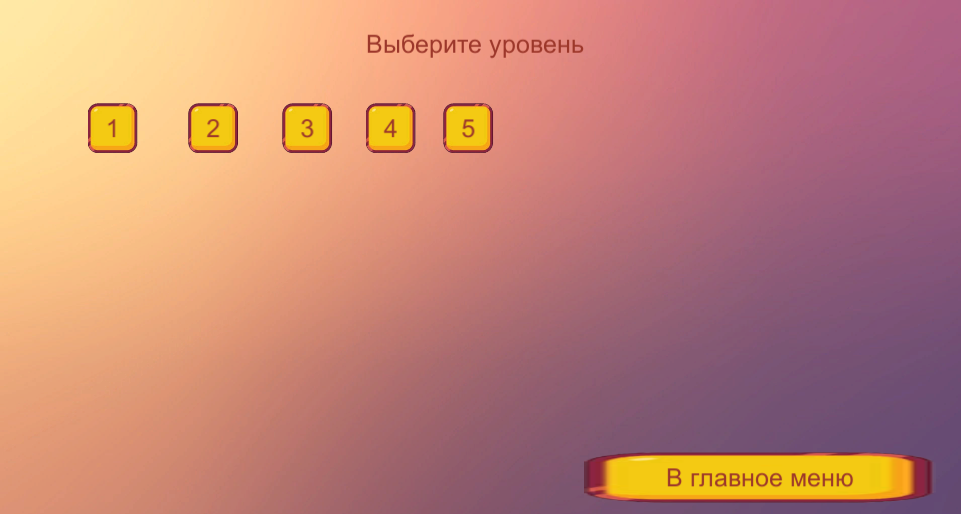 Выберите уровень
1 2 3 4 5
В главное меню